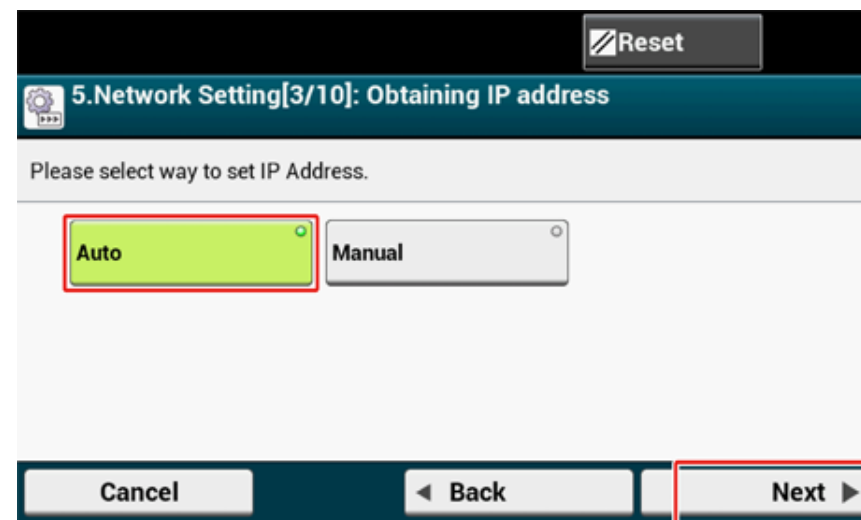 Reset
5.Network Setting[3/10]: Obtaining IP address
Please select way to set IP Address.
Auto
Manual
Cancel
Back
Next